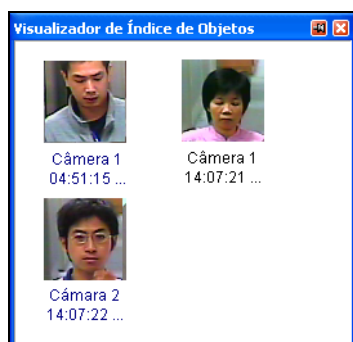 Visualizador de Índice de Objetos
Câmera 1
04:51:15 ...
Câmera 1
14:07:21 ...
Cámara 2
14:07:22 ...